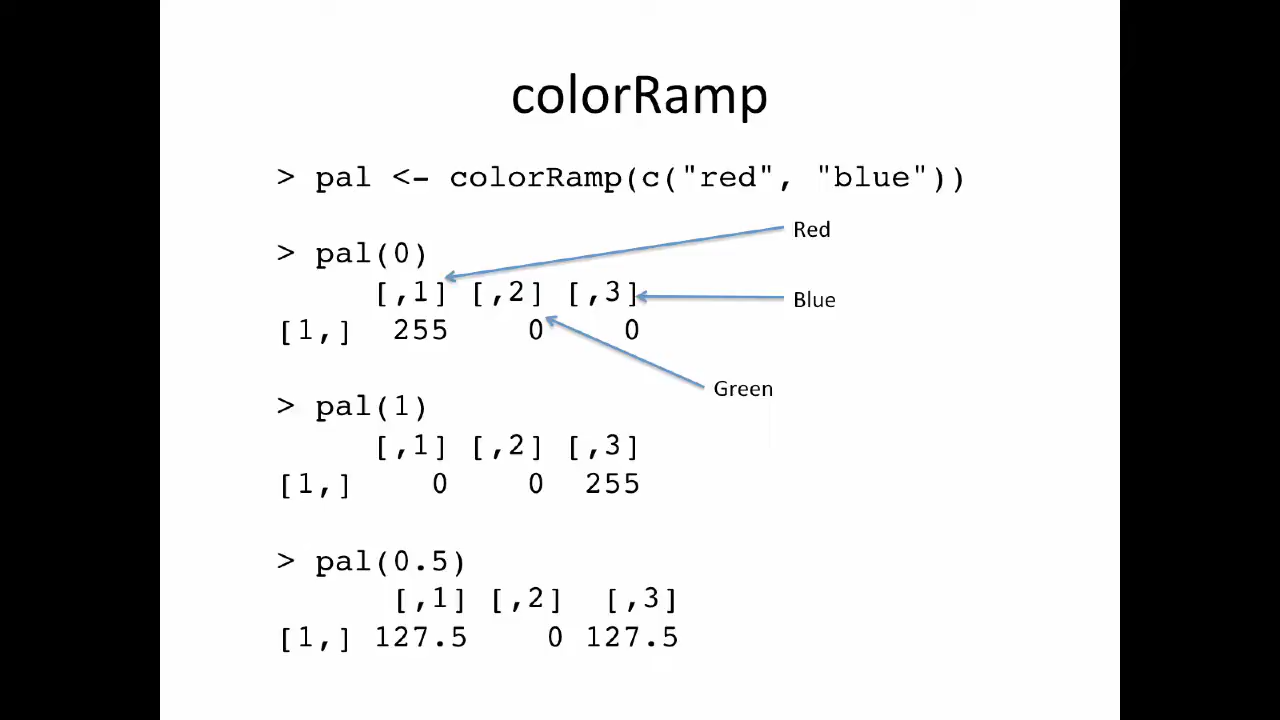 colorRamp
> pal <- colorRamp(c("red", "blue"))
Red
> pal(0)
[,1] [,2] [,3]
Blue
[1,] 255 0 0
Green
> pal(1)
[,1] [,2] [,3]
[1,] 0 0 255
> pal(0.5)
[,1] [,2] [,3]
[1,] 127.5 0 127.5